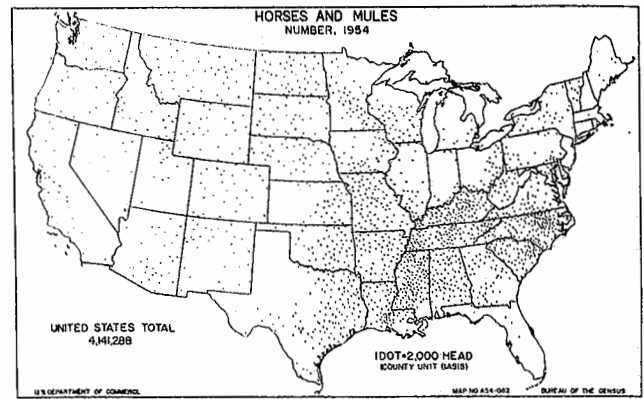 HORSES AND MULES
NUMBER, 1954
UNITED STATES TOTAL
4,141,288
1 DOT=2,000 HEAD
(COUNTY UNIT BASIS)
U.S. DEPARTMENT OF COMMERCE
MAP NO A54-082
BUREAU OF THE CENSUS